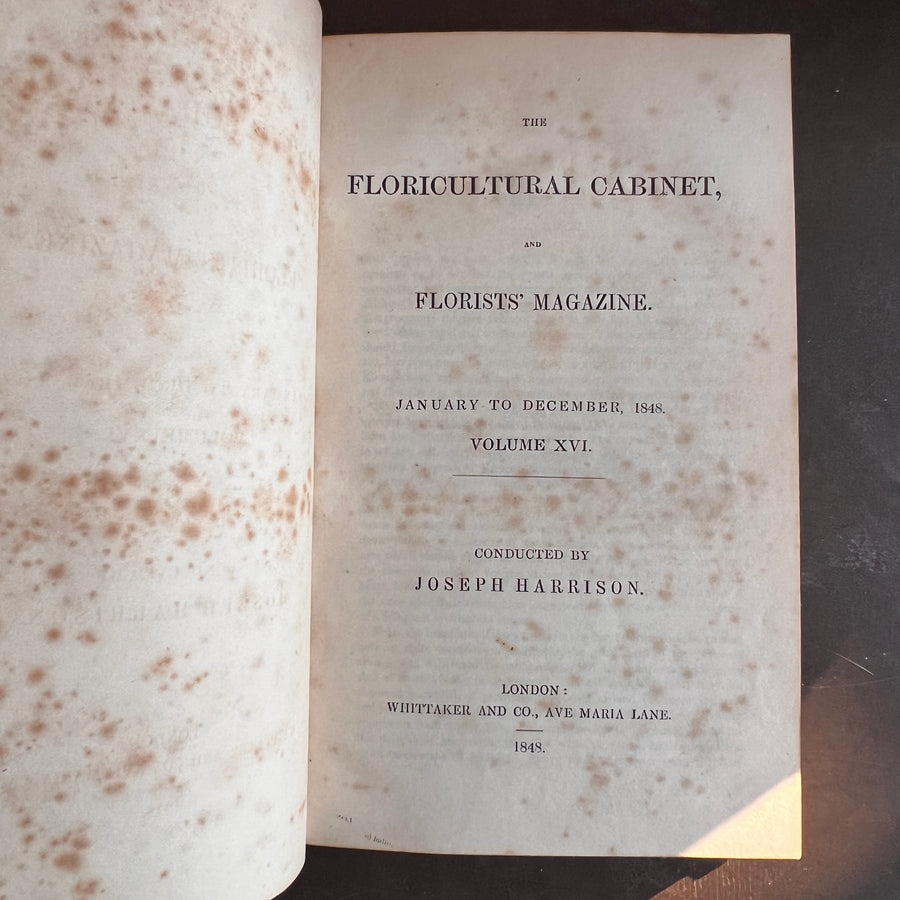 THE
FLORICULTURAL CABINET,
AND
FLORISTS' MAGAZINE.
JANUARY TO DECEMBER, 1848.
VOLUME XVI.
CONDUCTED BY
JOSEPH HARRISON.
LONDON:
WHITTAKER AND CO., AVE MARIA LANE.
1848.